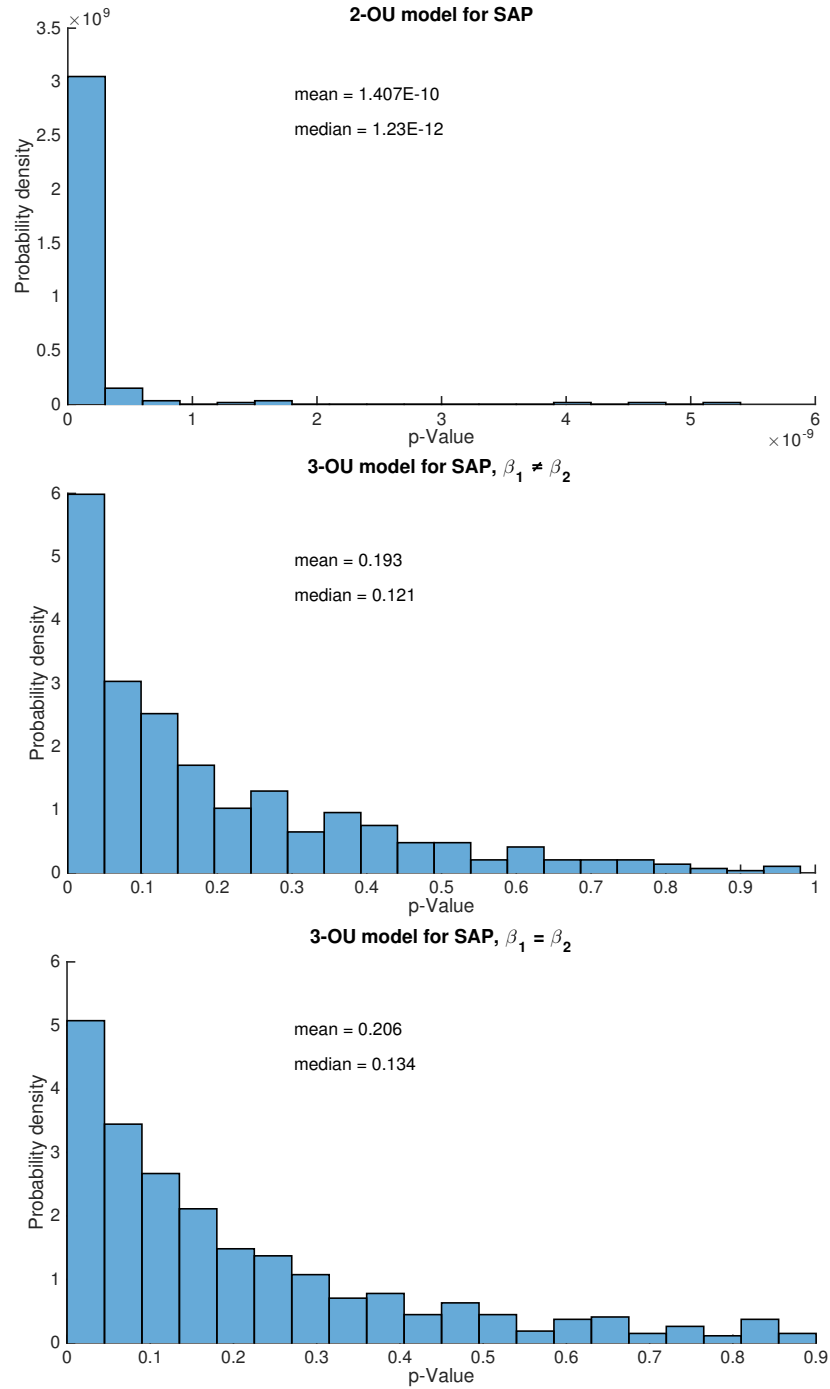 2-OU model for SAP
×10^9
3.5
3
2.5
2
1.5
1
0.5
0
Probability density
mean = 1.407E-10
median = 1.23E-12
0 1 2 3 4 5 6
p-Value
×10^-9
3-OU model for SAP, β_1 ≠ β_2
6
5
4
3
2
1
0
Probability density
mean = 0.193
median = 0.121
0 0.1 0.2 0.3 0.4 0.5 0.6 0.7 0.8 0.9 1
p-Value
3-OU model for SAP, β_1 = β_2
6
5
4
3
2
1
0
Probability density
mean = 0.206
median = 0.134
0 0.1 0.2 0.3 0.4 0.5 0.6 0.7 0.8 0.9
p-Value